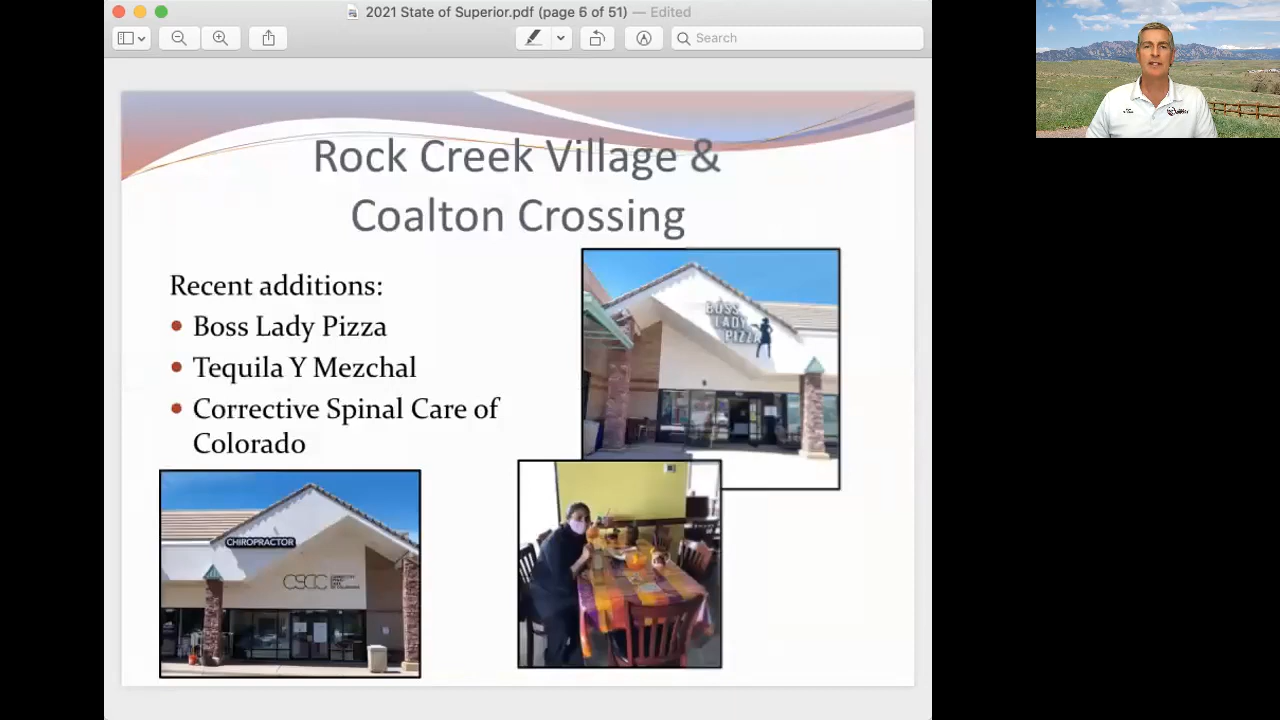 2021 State of Superior.pdf (page 6 of 51) — Edited
Search
Rock Creek Village &
Coalton Crossing
Recent additions:
• Boss Lady Pizza
• Tequila Y Mezchal
• Corrective Spinal Care of
Colorado
BOSS
LADY
PIZZA
CHIROPRACTOR
CSCC